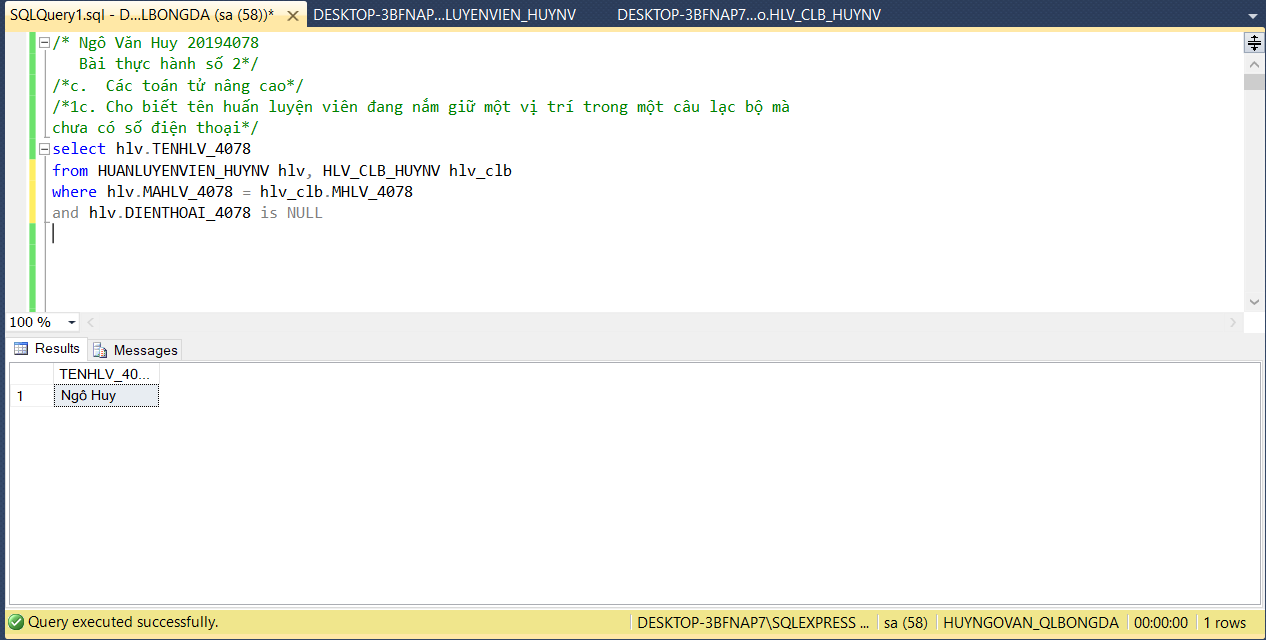 SQLQuery1.sql - D...LBONGDA (sa (58))* DESKTOP-3BFNAP...LUYENVIEN_HUYNV DESKTOP-3BFNAP7...o.HLV_CLB_HUYNV
/* Ngô Văn Huy 20194078
Bài thực hành số 2*/
/*c.  Các toán tử nâng cao*/
/*1c. Cho biết tên huấn luyện viên đang nắm giữ một vị trí trong một câu lạc bộ mà
chưa có số điện thoại*/
select hlv.TENHLV_4078
from HUANLUYENVIEN_HUYNV hlv, HLV_CLB_HUYNV hlv_clb
where hlv.MAHLV_4078 = hlv_clb.MHLV_4078
and hlv.DIENTHOAI_4078 is NULL
100 %
Results Messages
TENHLV_40...
1 Ngô Huy
Query executed successfully. DESKTOP-3BFNAP7\SQLEXPRESS ... sa (58) HUYNGOVAN_QLBONGDA 00:00:00 1 rows